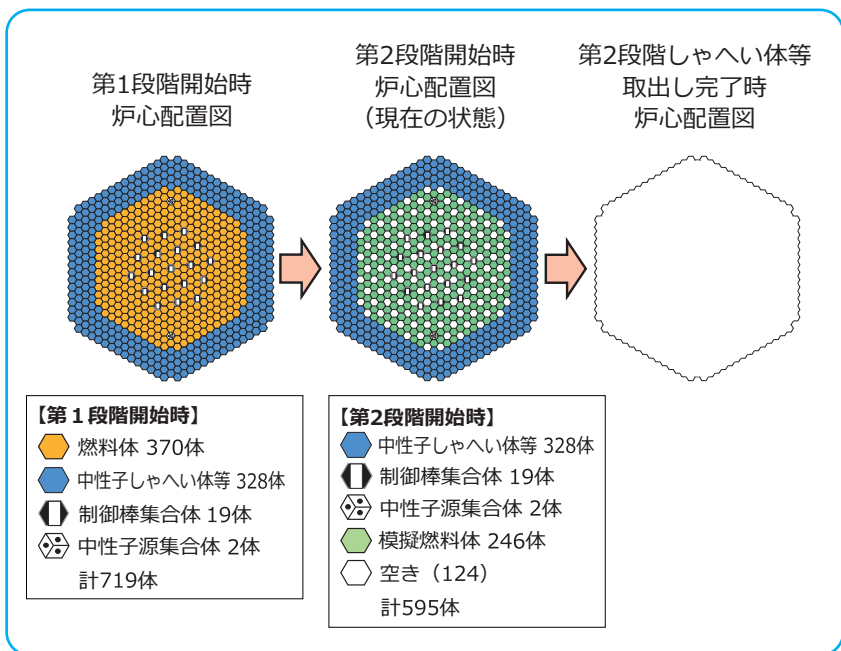 第1段階開始時
炉心配置図
第2段階開始時
炉心配置図
（現在の状態）
第2段階しゃへい体等
取出し完了時
炉心配置図
【第１段階開始時】
燃料体 370体
中性子しゃへい体等 328体
制御棒集合体 19体
中性子源集合体 2体
計719体
【第2段階開始時】
中性子しゃへい体等 328体
制御棒集合体 19体
中性子源集合体 2体
模擬燃料体 246体
空き（124）
計595体